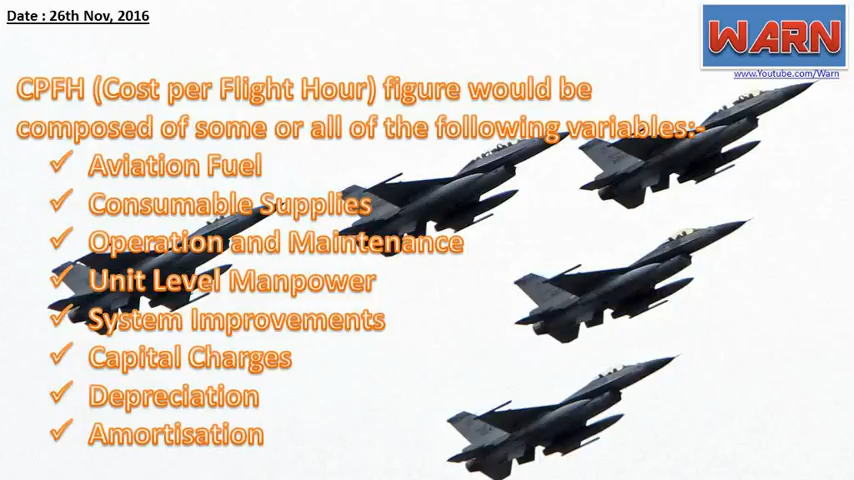 Date : 26th Nov, 2016
WARN
www.Youtube.com/Warn
CPFH (Cost per Flight Hour) figure would be
composed of some or all of the following variables:-
✓ Aviation Fuel
✓ Consumable Supplies
✓ Operation and Maintenance
✓ Unit Level Manpower
✓ System Improvements
✓ Capital Charges
✓ Depreciation
✓ Amortisation